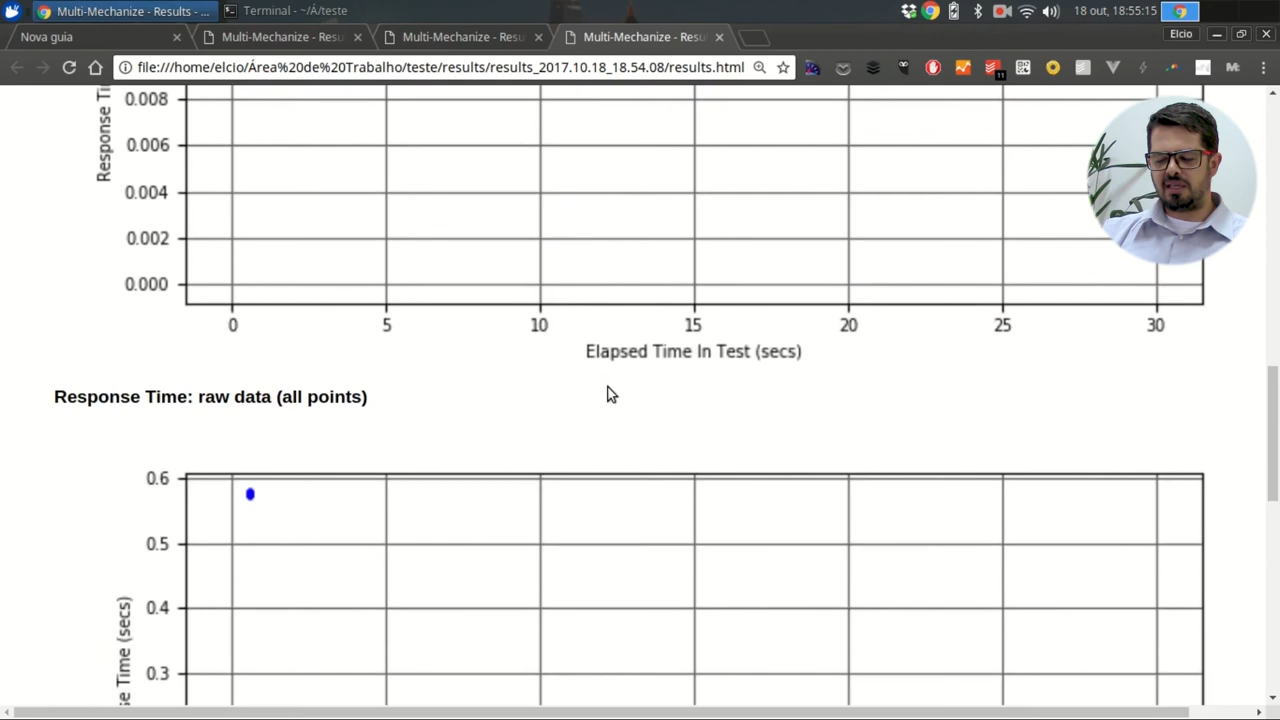 Multi-Mechanize - Results - ...
Terminal - ~/Á/teste
18 out, 18:55:15
Nova guia
Multi-Mechanize - Resu
Multi-Mechanize - Resu
Multi-Mechanize - Resu
Elcio
file:///home/elcio/Área%20de%20Trabalho/teste/results/results_2017.10.18_18.54.08/results.html
11
0.008
0.006
0.004
0.002
0.000
Response Ti
0 5 10 15 20 25 30
Elapsed Time In Test (secs)
Response Time: raw data (all points)
0.6
0.5
0.4
0.3
se Time (secs)